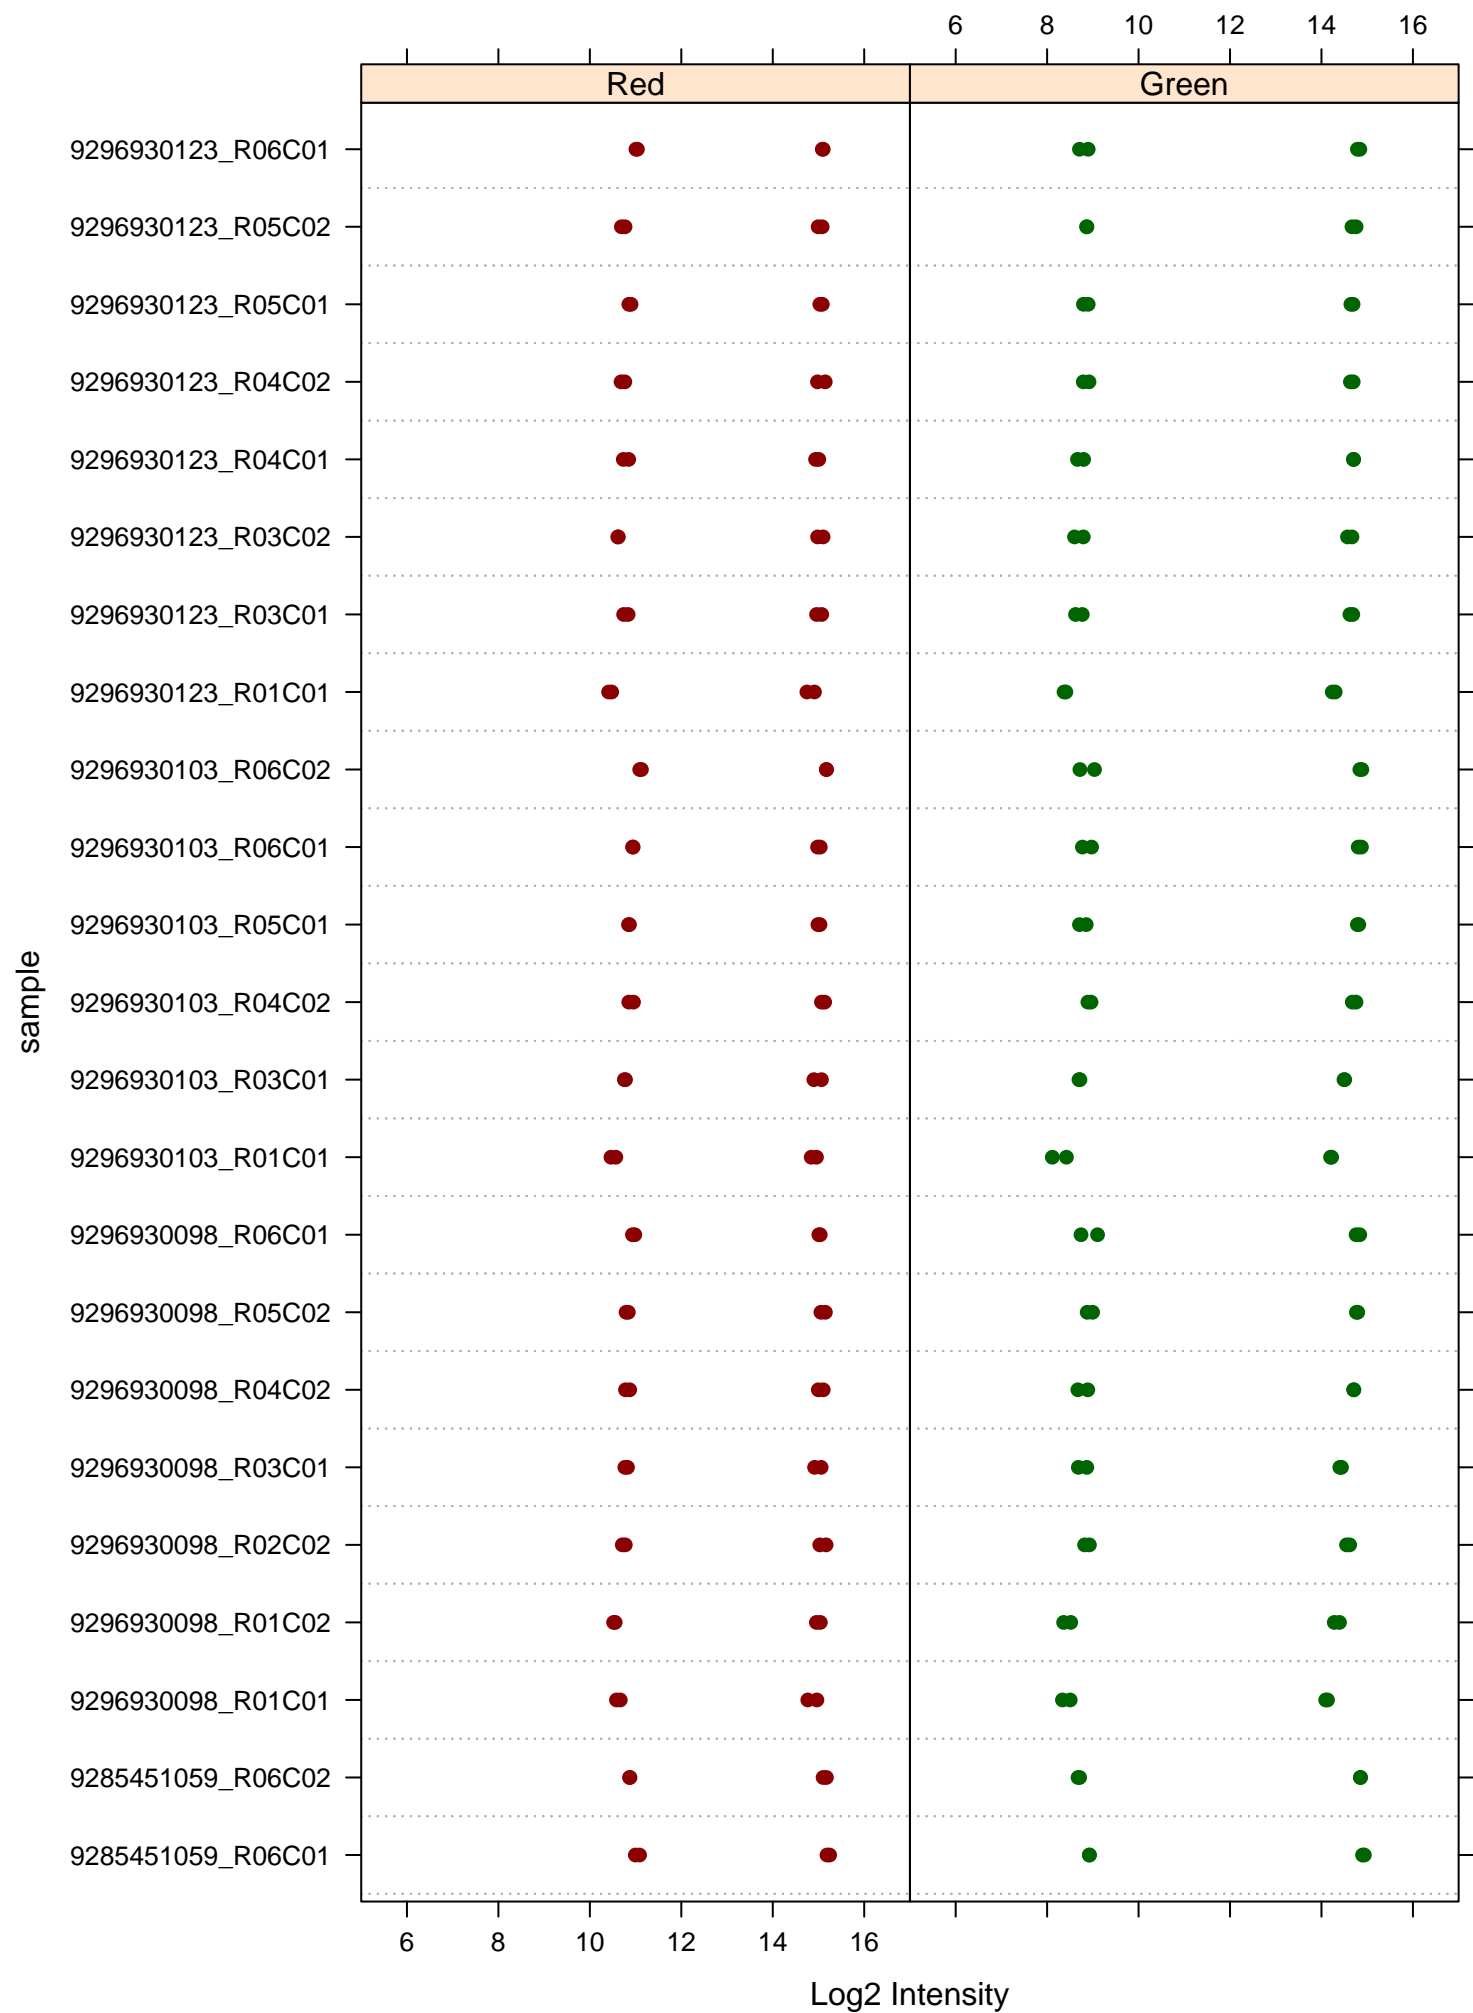 6 8 10 12 14 16
Red Green
9296930123_R06C01
9296930123_R05C02
9296930123_R05C01
9296930123_R04C02
9296930123_R04C01
9296930123_R03C02
9296930123_R03C01
9296930123_R01C01
9296930103_R06C02
9296930103_R06C01
9296930103_R05C01
9296930103_R04C02
9296930103_R03C01
9296930103_R01C01
9296930098_R06C01
9296930098_R05C02
9296930098_R04C02
9296930098_R03C01
9296930098_R02C02
9296930098_R01C02
9296930098_R01C01
9285451059_R06C02
9285451059_R06C01
sample
6 8 10 12 14 16
Log2 Intensity